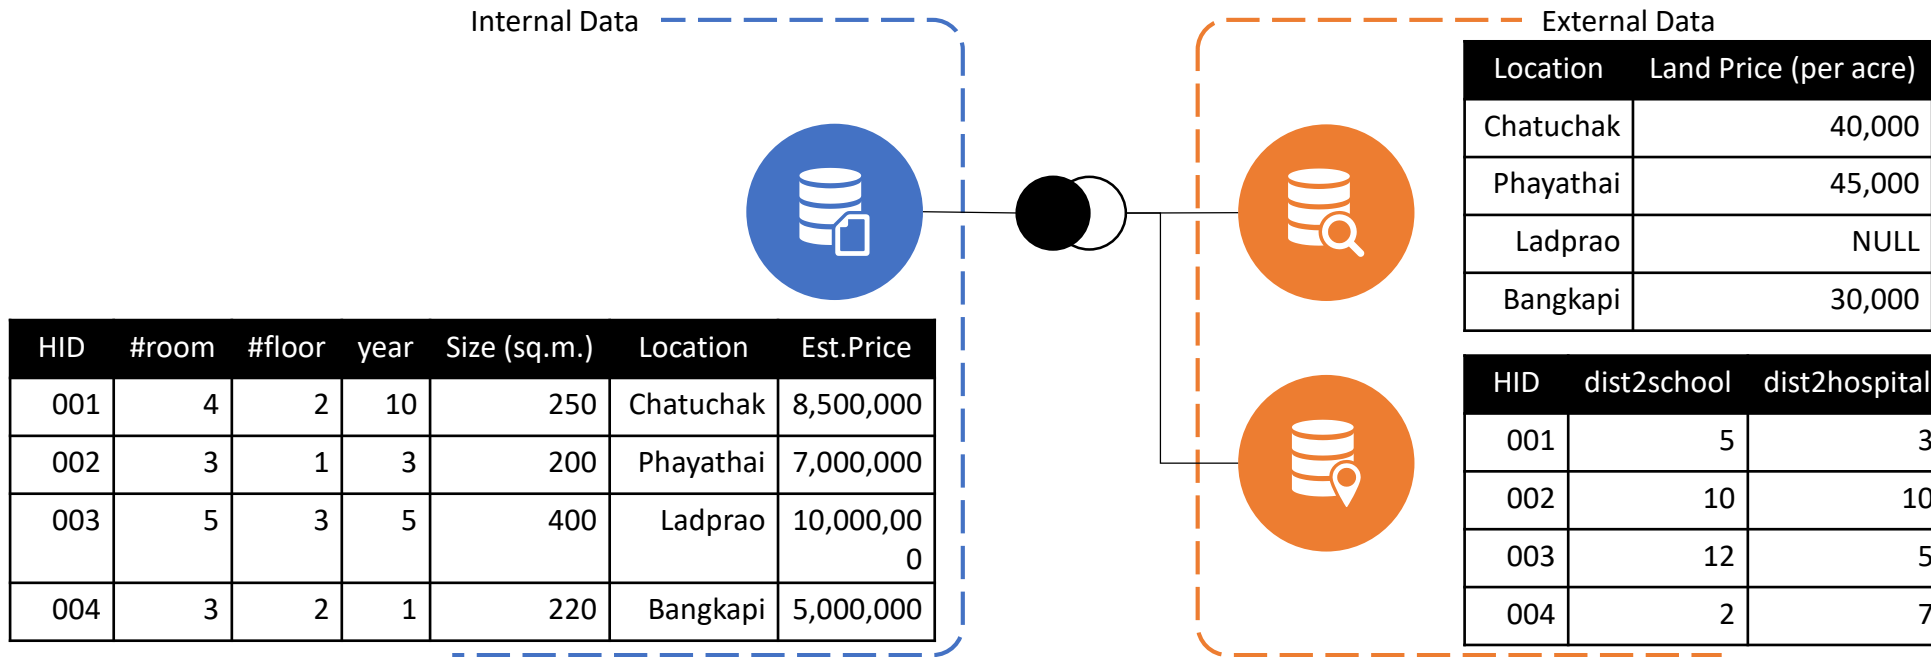 Internal Data
External Data
Location Land Price (per acre)
Chatuchak 40,000
Phayathai 45,000
Ladprao NULL
Bangkapi 30,000
HID #room #floor year Size (sq.m.) Location Est.Price
001 4 2 10 250 Chatuchak 8,500,000
002 3 1 3 200 Phayathai 7,000,000
003 5 3 5 400 Ladprao 10,000,00
0
004 3 2 1 220 Bangkapi 5,000,000
HID dist2school dist2hospital
001 5 3
002 10 10
003 12 5
004 2 7